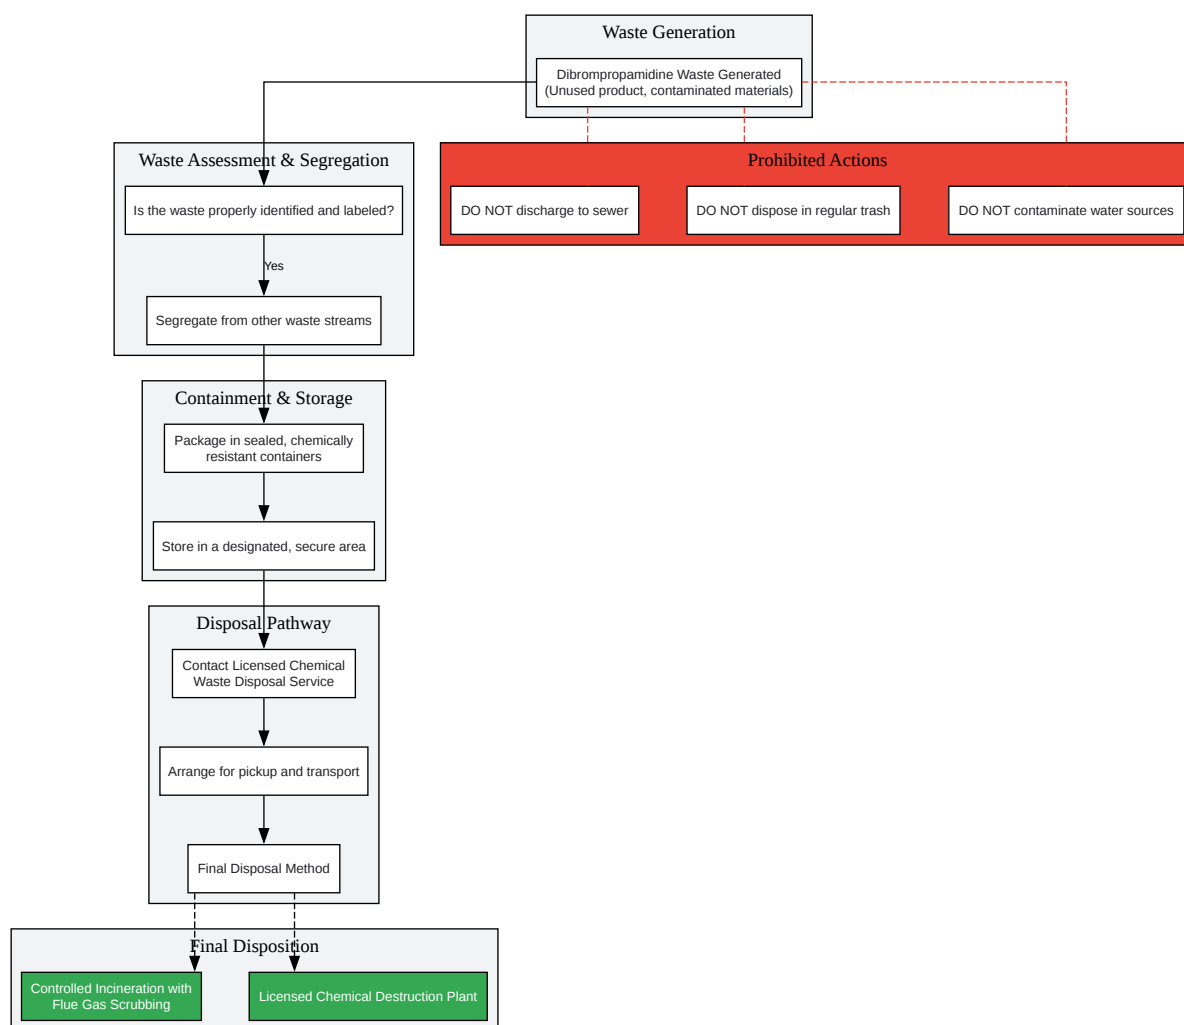 Waste Generation
Dibrompropamidine Waste Generated
(Unused product, contaminated materials)
Waste Assessment & Segregation
Is the waste properly identified and labeled?
Yes
Segregate from other waste streams
Prohibited Actions
DO NOT discharge to sewer
DO NOT dispose in regular trash
DO NOT contaminate water sources
Containment & Storage
Package in sealed, chemically
resistant containers
Store in a designated, secure area
Disposal Pathway
Contact Licensed Chemical
Waste Disposal Service
Arrange for pickup and transport
Final Disposal Method
Final Disposition
Controlled Incineration with
Flue Gas Scrubbing
Licensed Chemical Destruction Plant